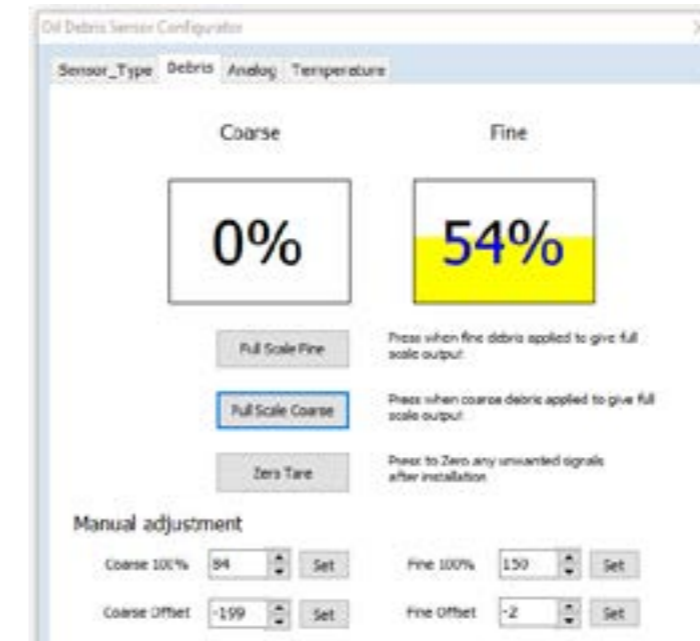 Oil Debris Sensor Configurator
Sensor_Type Debris Analog Temperature
Coarse Fine
0% 54%
Full Scale Fine
Press when fine debris applied to give full
scale output
Full Scale Coarse
Press when coarse debris applied to give full
scale output
Zero Tare
Press to Zero any unwanted signals
after installation
Manual adjustment
Coarse 100% 84 Set Fine 100% 150 Set
Coarse Offset -199 Set Fine Offset -2 Set